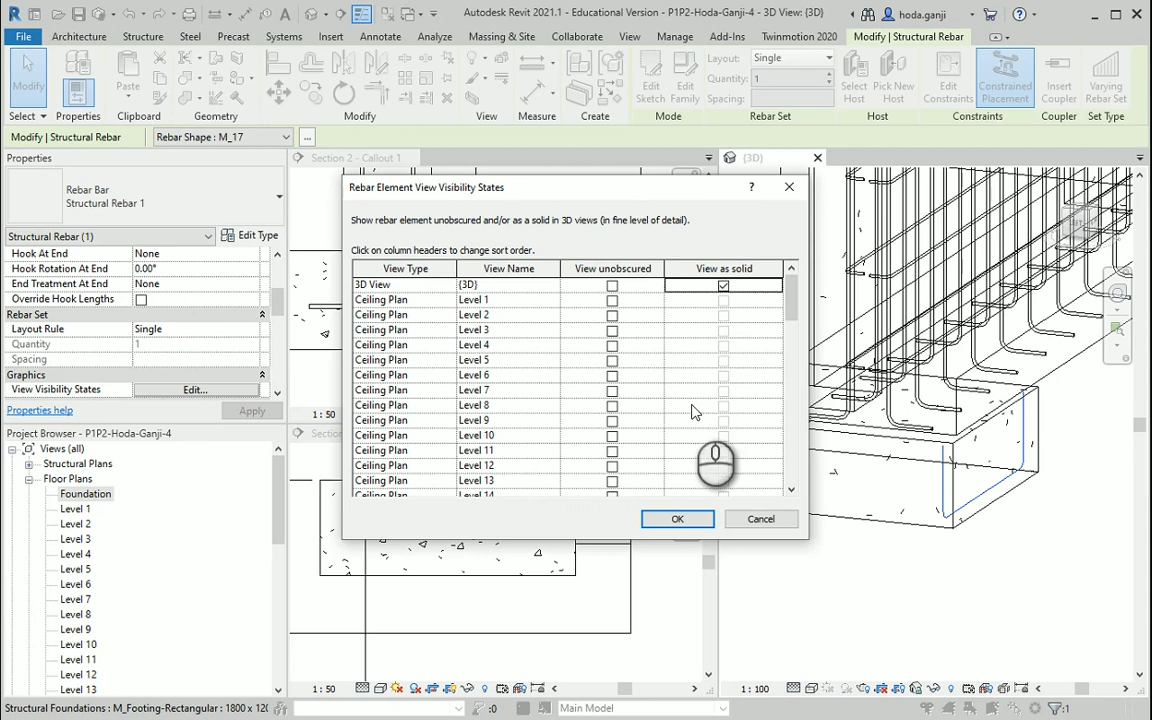 Autodesk Revit 2021.1 - Educational Version - P1P2-Hoda-Ganji-4 - 3D View: {3D}
hoda.ganji
File Architecture Structure Steel Precast Systems Insert Annotate Analyze Massing & Site Collaborate View Manage Add-Ins Twinmotion 2020 Modify | Structural Rebar
Modify Paste Edit Sketch Edit Family Layout: Single Quantity: 1 Spacing: Select Host Pick New Host Edit Constraints Constrained Placement Insert Coupler Varying Rebar Set
Select Properties Clipboard Geometry Modify View Measure Create Mode Rebar Set Host Constraints Coupler Set Type
Modify | Structural Rebar Rebar Shape : M_17 ...
Properties
Rebar Bar
Structural Rebar 1
Structural Rebar (1) Edit Type
Hook At End None
Hook Rotation At End 0.00°
End Treatment At End None
Override Hook Lengths
Rebar Set
Layout Rule Single
Quantity 1
Spacing
Graphics
View Visibility States Edit...
Properties help Apply
Project Browser - P1P2-Hoda-Ganji-4
Views (all)
Structural Plans
Floor Plans
Foundation
Level 1
Level 2
Level 3
Level 4
Level 5
Level 6
Level 7
Level 8
Level 9
Level 10
Level 11
Level 12
Level 13
Section 2 - Callout 1
{3D}
Rebar Element View Visibility States
Show rebar element unobscured and/or as a solid in 3D views (in fine level of detail).
Click on column headers to change sort order.
View Type View Name View unobscured View as solid
3D View {3D}
Ceiling Plan Level 1
Ceiling Plan Level 2
Ceiling Plan Level 3
Ceiling Plan Level 4
Ceiling Plan Level 5
Ceiling Plan Level 6
Ceiling Plan Level 7
Ceiling Plan Level 8
Ceiling Plan Level 9
Ceiling Plan Level 10
Ceiling Plan Level 11
Ceiling Plan Level 12
Ceiling Plan Level 13
Ceiling Plan Level 14
OK Cancel
1 : 50
Section
1 : 50
1 : 100
Structural Foundations : M_Footing-Rectangular : 1800 x 120 :0 Main Model :1